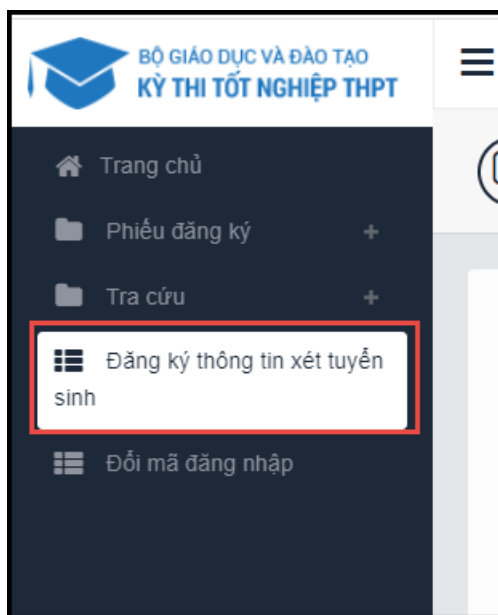 BỘ GIÁO DỤC VÀ ĐÀO TẠO
KỲ THI TỐT NGHIỆP THPT
Trang chủ
Phiếu đăng ký +
Tra cứu +
Đăng ký thông tin xét tuyển
sinh
Đổi mã đăng nhập